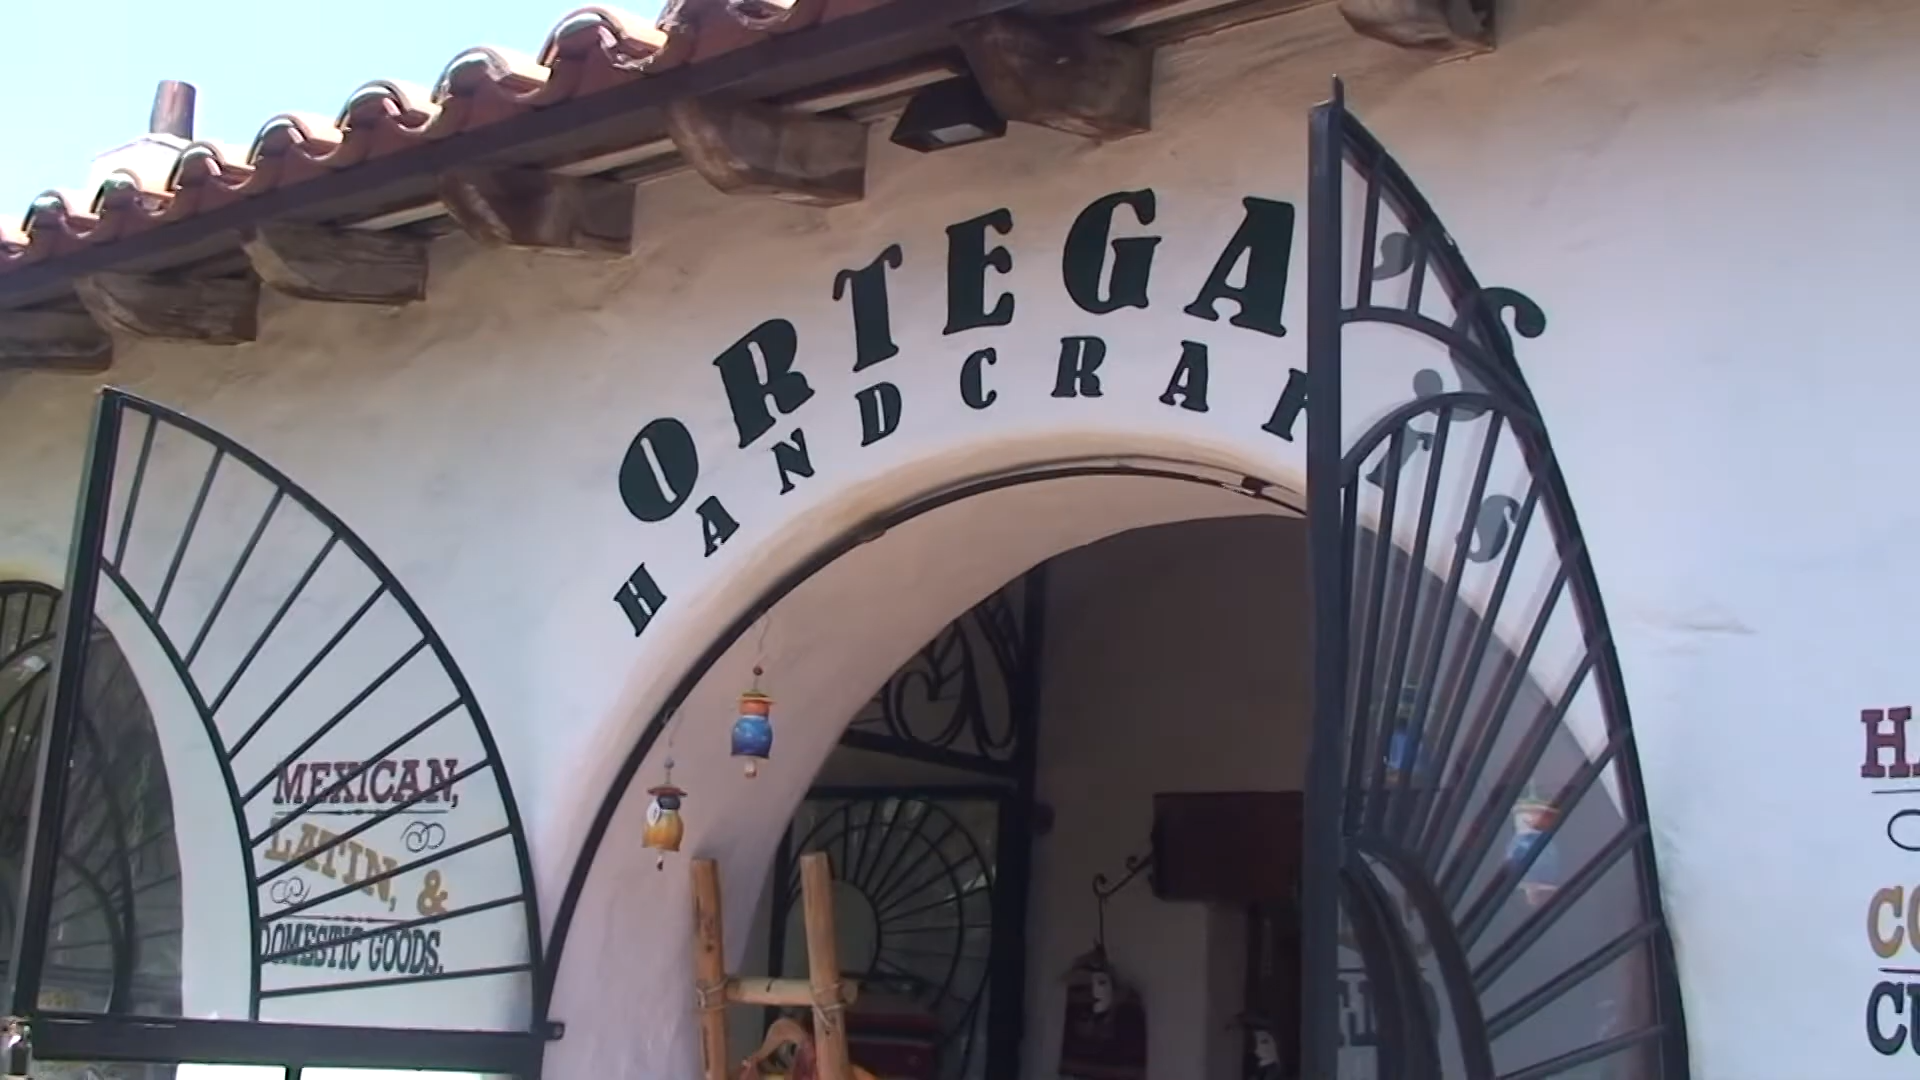 ORTEGA'S
HANDCRAFTS
MEXICAN,
LATIN, &
DOMESTIC GOODS.